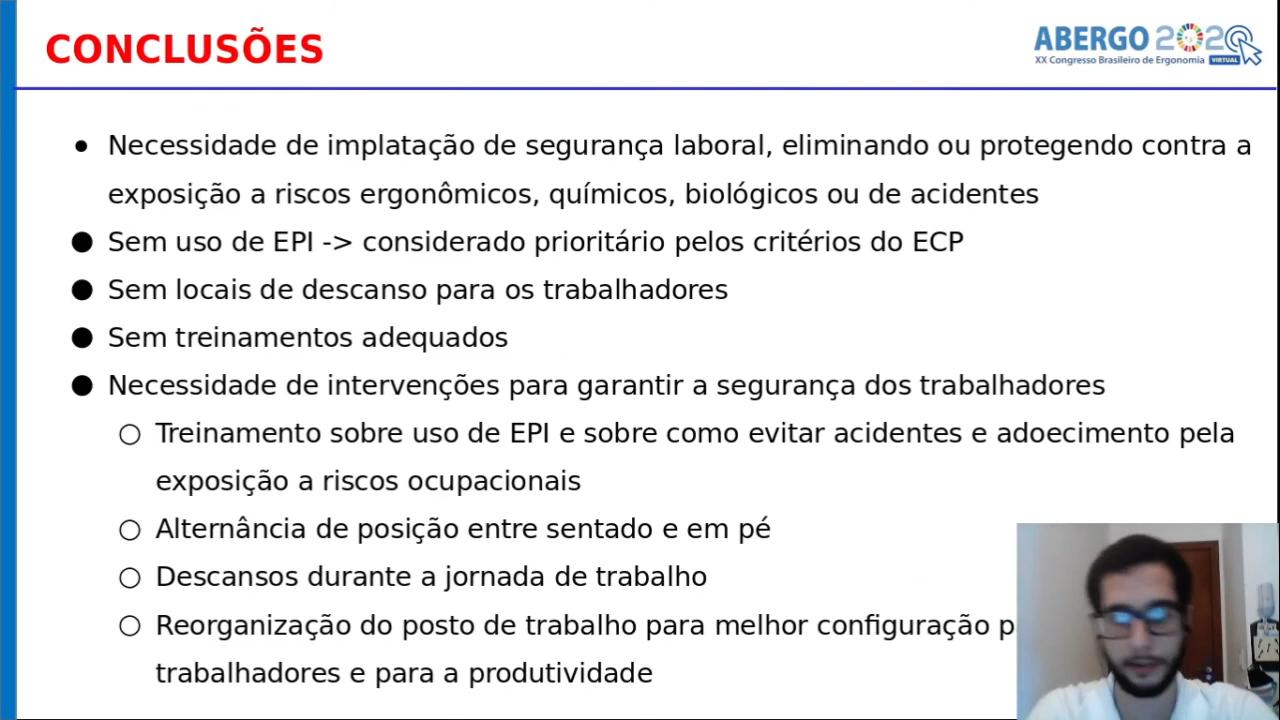 CONCLUSÕES
ABERGO 2020
XX Congresso Brasileiro de Ergonomia VIRTUAL
● Necessidade de implatação de segurança laboral, eliminando ou protegendo contra a
exposição a riscos ergonômicos, químicos, biológicos ou de acidentes
● Sem uso de EPI -> considerado prioritário pelos critérios do ECP
● Sem locais de descanso para os trabalhadores
● Sem treinamentos adequados
● Necessidade de intervenções para garantir a segurança dos trabalhadores
○ Treinamento sobre uso de EPI e sobre como evitar acidentes e adoecimento pela
exposição a riscos ocupacionais
○ Alternância de posição entre sentado e em pé
○ Descansos durante a jornada de trabalho
○ Reorganização do posto de trabalho para melhor configuração
trabalhadores e para a produtividade